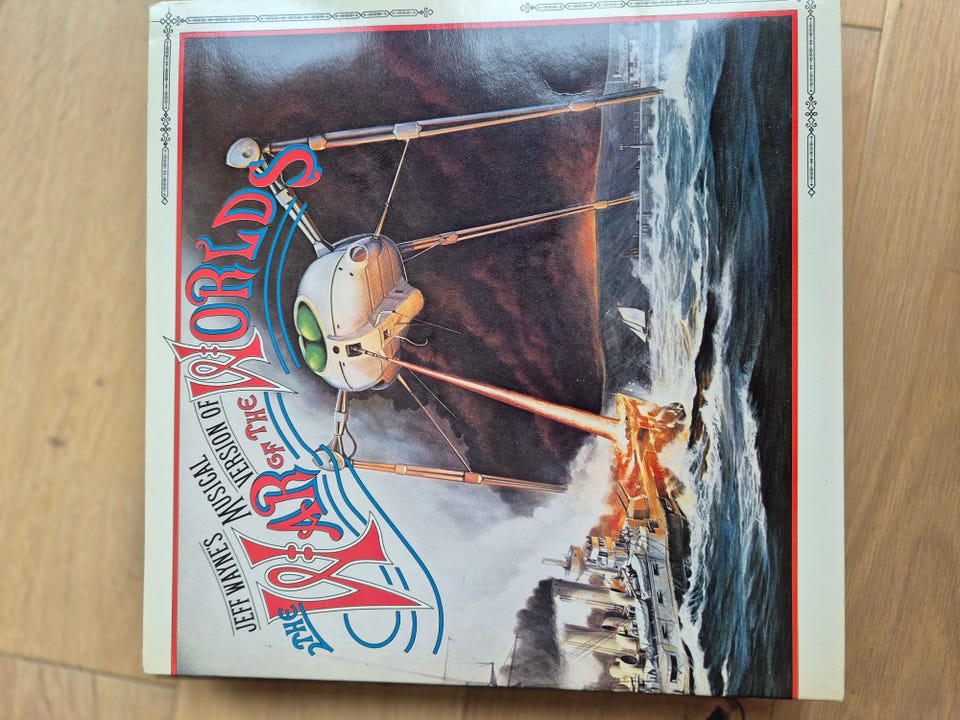 JEFF WAYNE'S MUSICAL
VERSION OF
THE WAR OF THE WORLDS